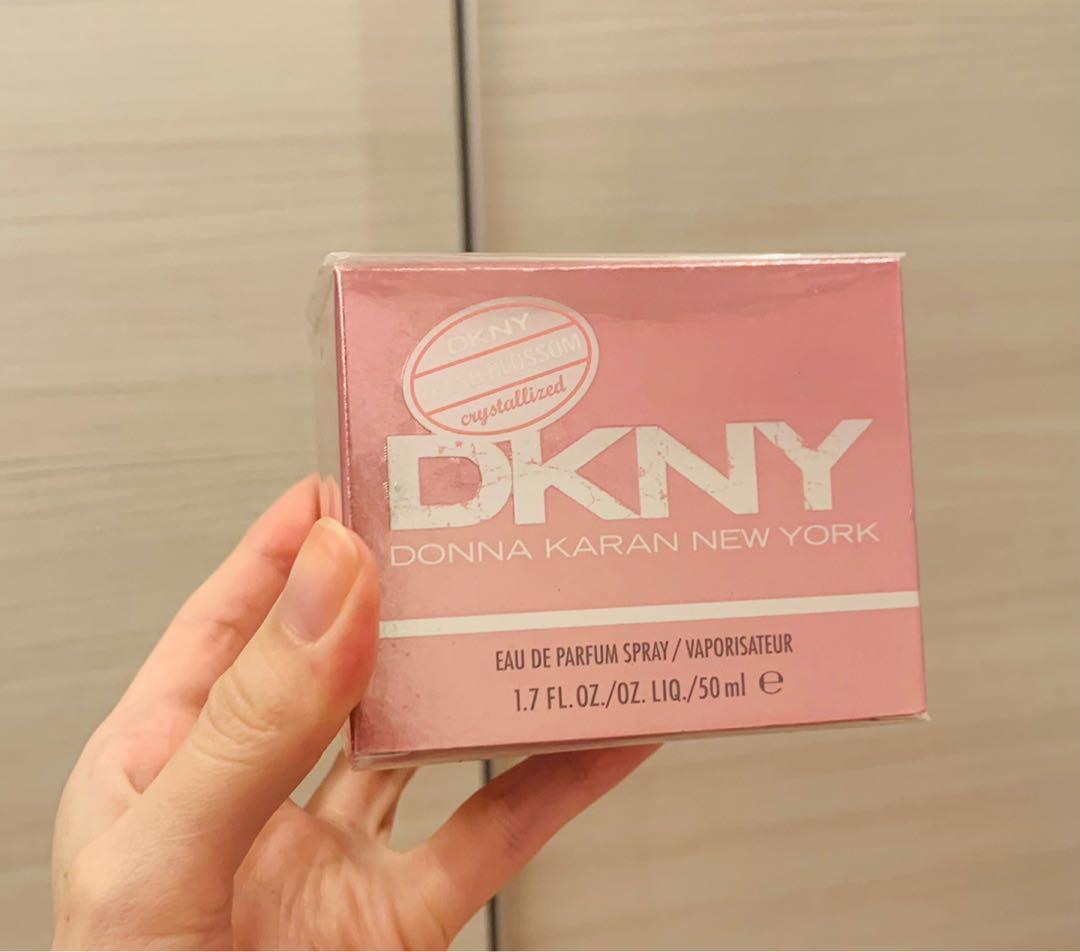 DKNY
FRESH BLOSSOM
crystallized
DKNY
DONNA KARAN NEW YORK
EAU DE PARFUM SPRAY / VAPORISATEUR
1.7 FL. OZ./OZ. LIQ./50 ml ℮